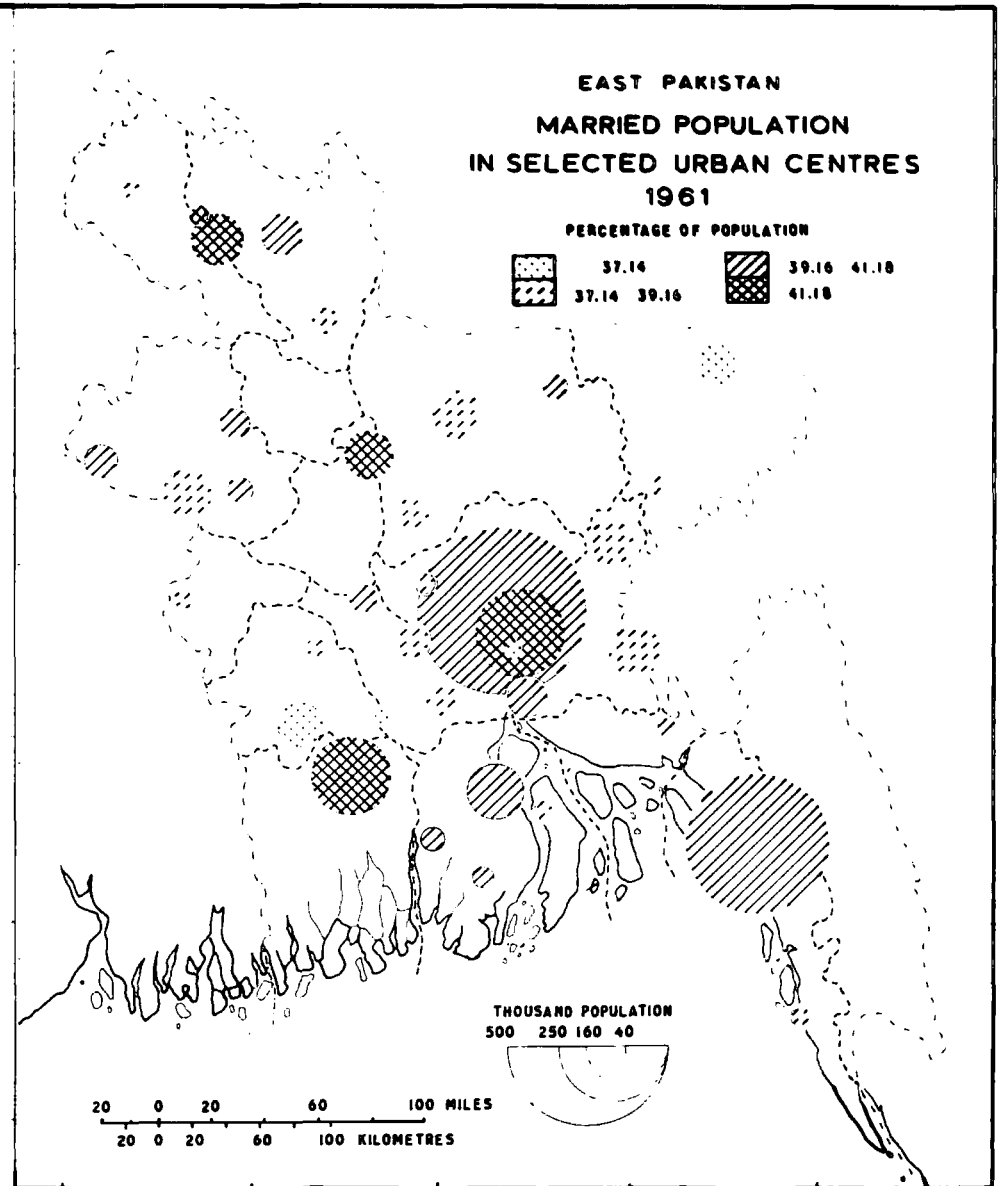 EAST PAKISTAN
MARRIED POPULATION
IN SELECTED URBAN CENTRES
1961
PERCENTAGE OF POPULATION
37.14 39.16 41.18
37.14 39.16 41.18
THOUSAND POPULATION
500 250 160 40
20 0 20 60 100 MILES
20 0 20 60 100 KILOMETRES